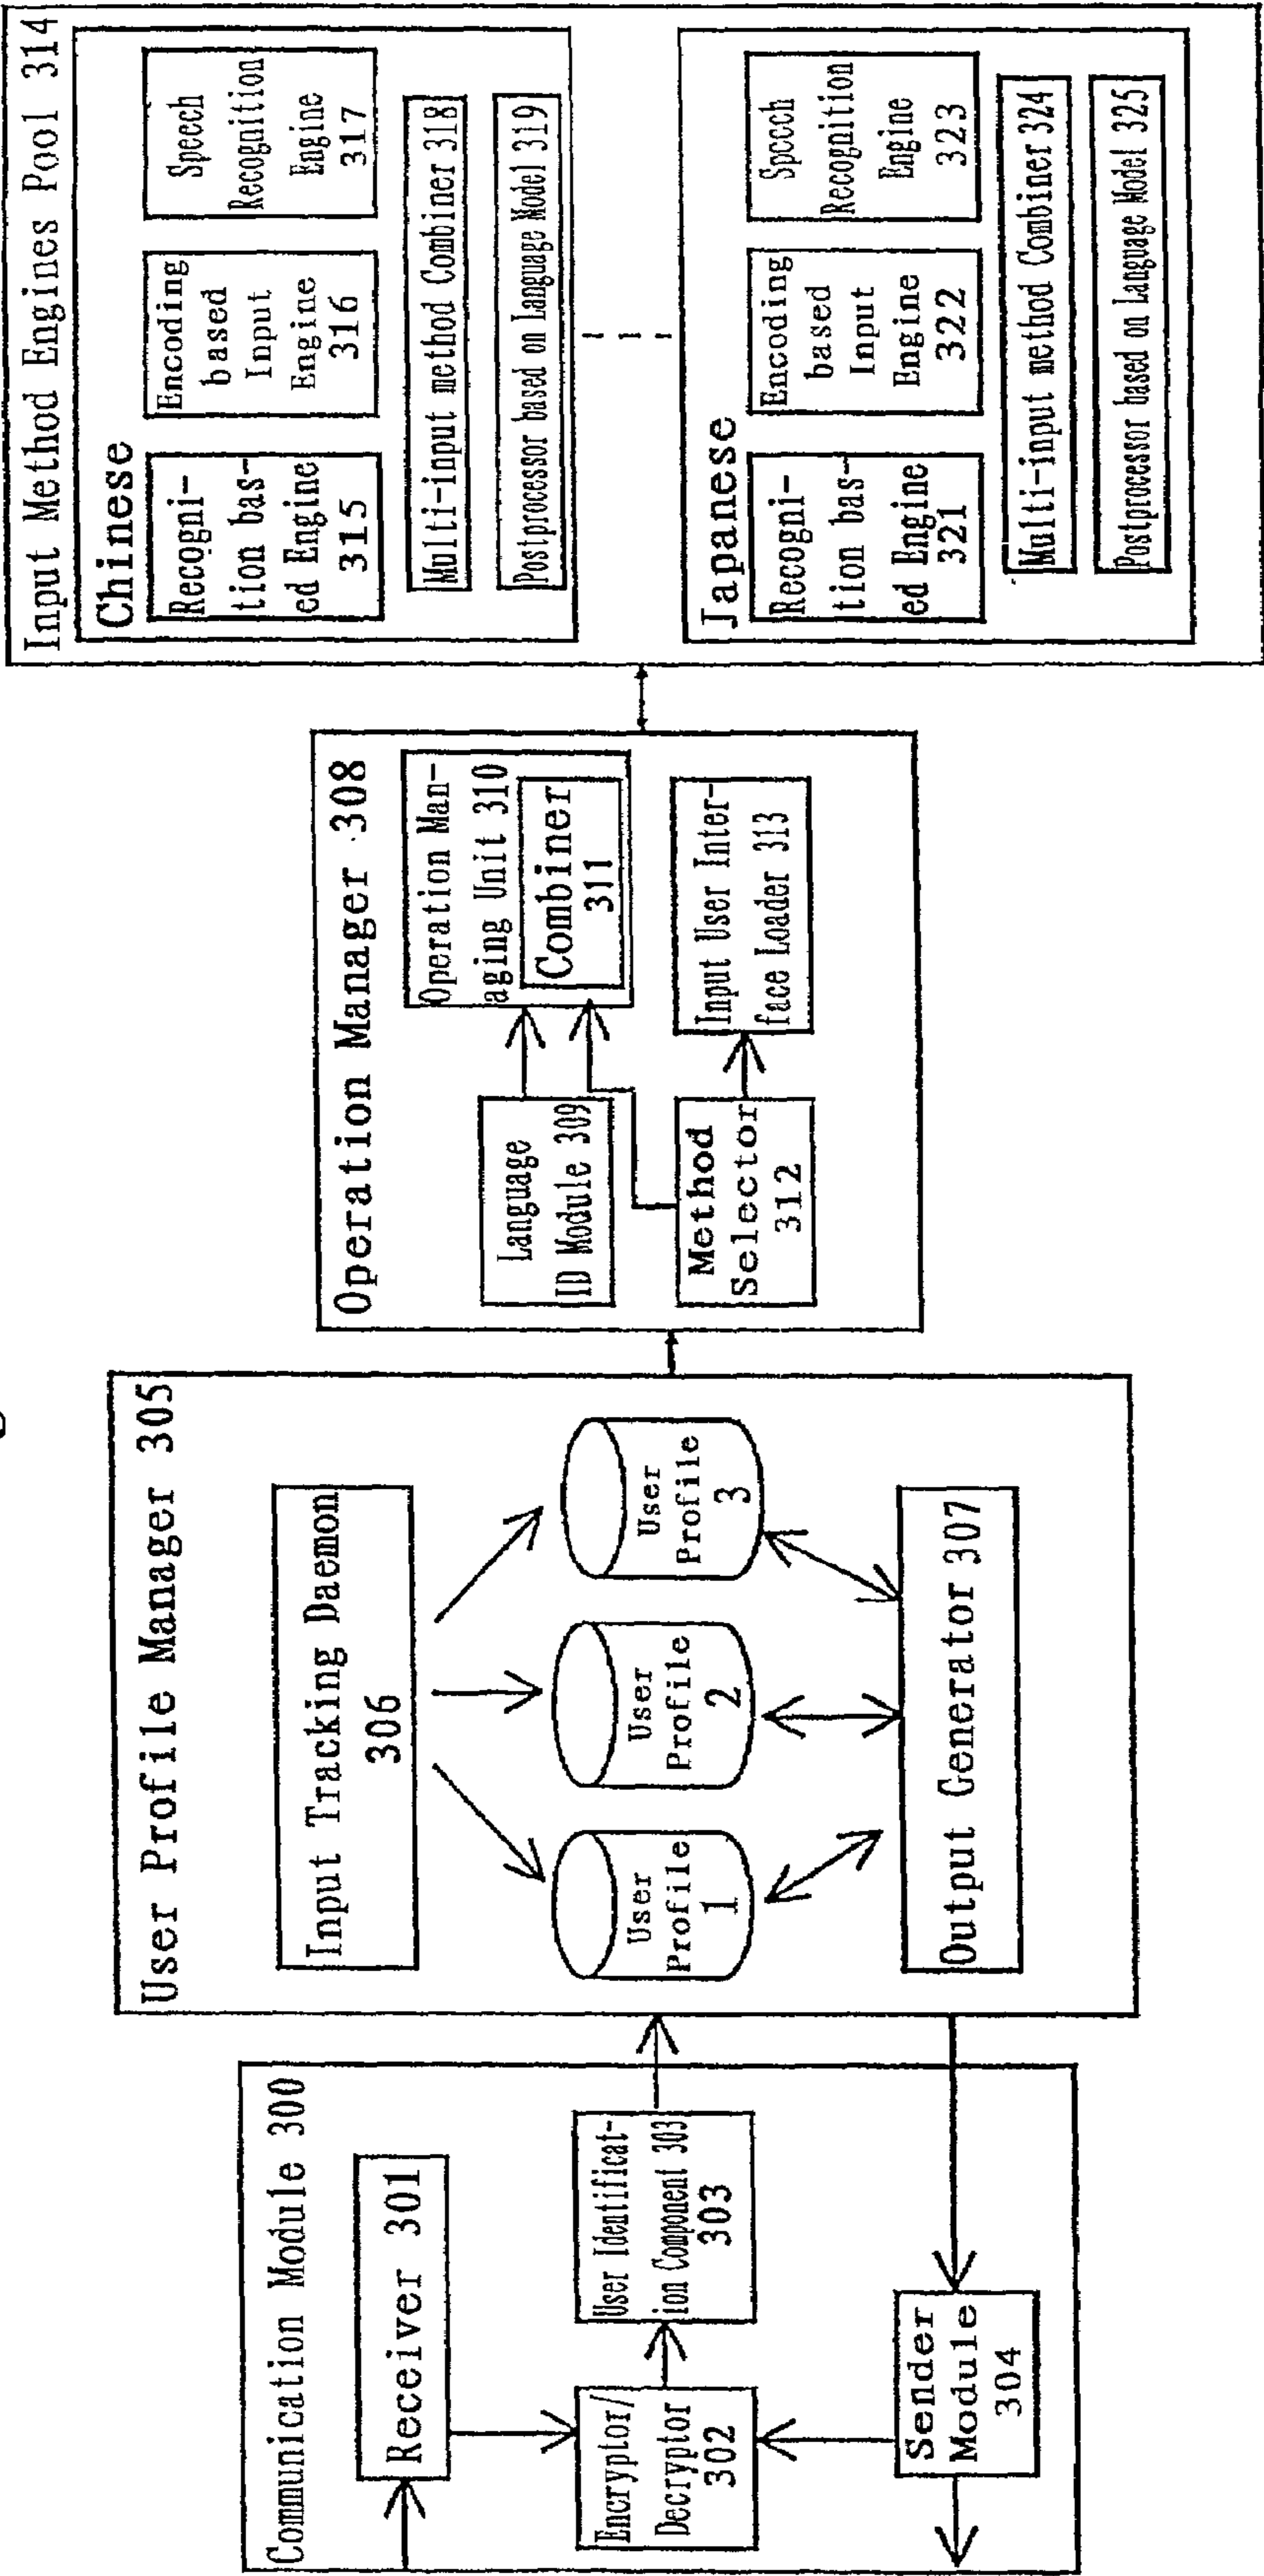 Communication Module 300
Receiver 301
Encryptor/
Decryptor
302
User Identificat-
ion Component 303
303
Sender
Module
304
User Profile Manager 305
Input Tracking Daemon
306
User
Profile
1
User
Profile
2
User
Profile
3
Output Generator 307
Operation Manager 308
Language
ID Module 309
Operation Man-
aging Unit 310
Combiner
311
Method
Selector
312
Input User Inter-
face Loader 313
Input Method Engines Pool 314
Chinese
Recogni-
tion bas-
ed Engine
315
Encoding
based
Input
Engine
316
Speech
Recognition
Engine
317
Multi-input method Combiner 318
Postprocessor based on Language Model 319
Japanese
Recogni-
tion bas-
ed Engine
321
Encoding
based
Input
Engine
322
Speech
Recognition
Engine
323
Multi-input method Combiner 324
Postprocessor based on Language Model 325